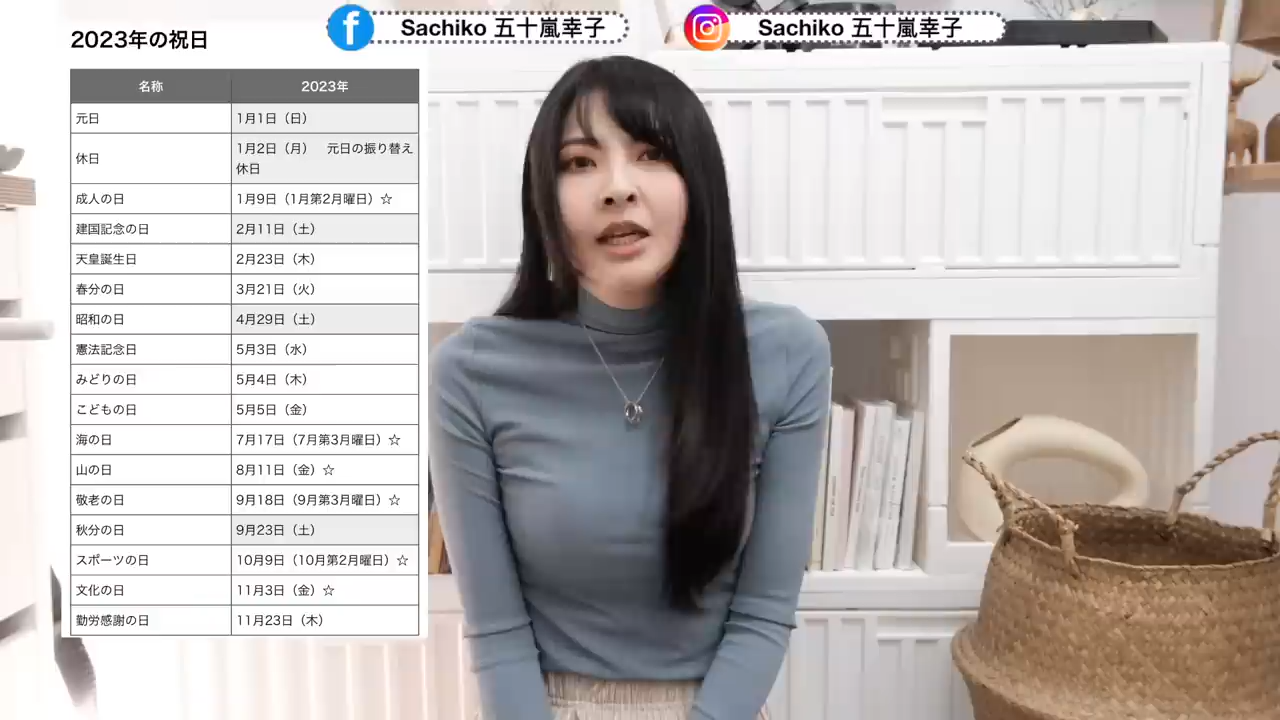 Sachiko 五十嵐幸子
Sachiko 五十嵐幸子
2023年の祝日
名称 2023年
元日 1月1日（日）
休日 1月2日（月） 元日の振り替え
休日
成人の日 1月9日（1月第2月曜日）☆
建国記念の日 2月11日（土）
天皇誕生日 2月23日（木）
春分の日 3月21日（火）
昭和の日 4月29日（土）
憲法記念日 5月3日（水）
みどりの日 5月4日（木）
こどもの日 5月5日（金）
海の日 7月17日（7月第3月曜日）☆
山の日 8月11日（金）☆
敬老の日 9月18日（9月第3月曜日）☆
秋分の日 9月23日（土）
スポーツの日 10月9日（10月第2月曜日）☆
文化の日 11月3日（金）☆
勤労感謝の日 11月23日（木）